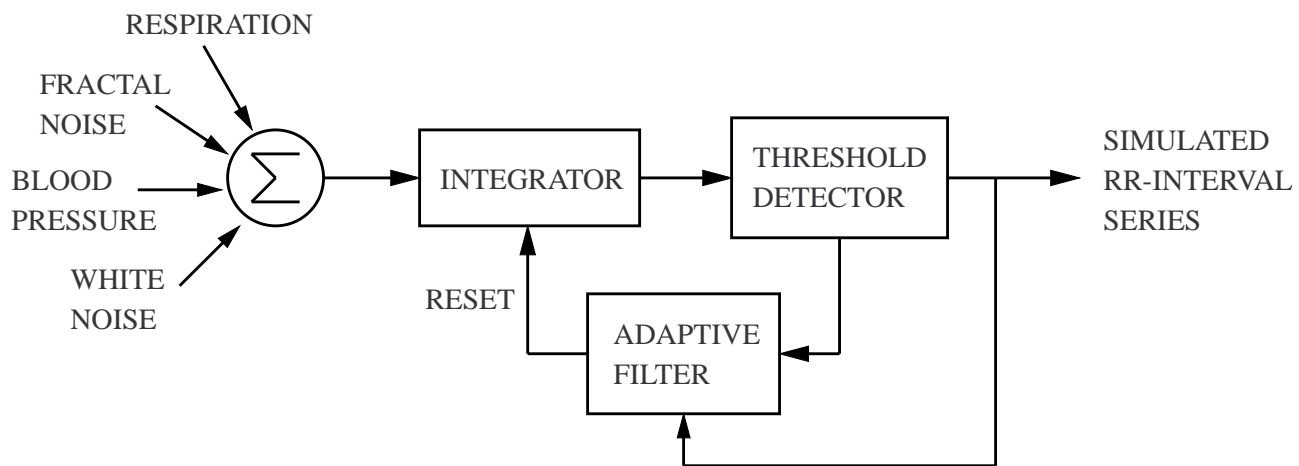 RESPIRATION
FRACTAL
NOISE
BLOOD
PRESSURE
WHITE
NOISE
Σ
INTEGRATOR
THRESHOLD
DETECTOR
SIMULATED
RR-INTERVAL
SERIES
RESET
ADAPTIVE
FILTER